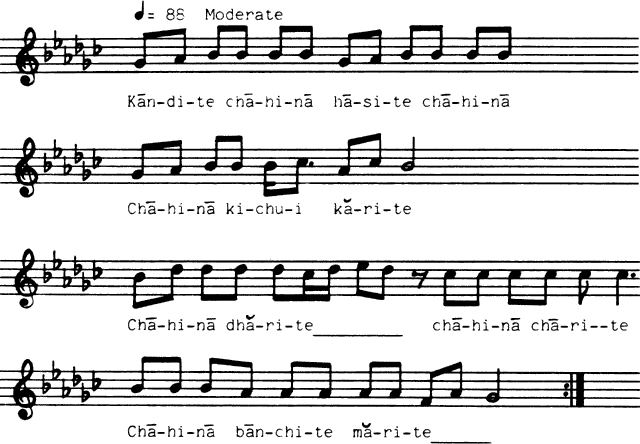 ♩= 88 Moderate
Kān-di-te chā-hi-nā hā-si-te chā-hi-nā
Chā-hi-nā ki-chu-i kă-ri-te
Chā-hi-nā dhă-ri-te__________ chā-hi-nā chā-ri--te
Chā-hi-nā bān-chi-te mă-ri-te_______